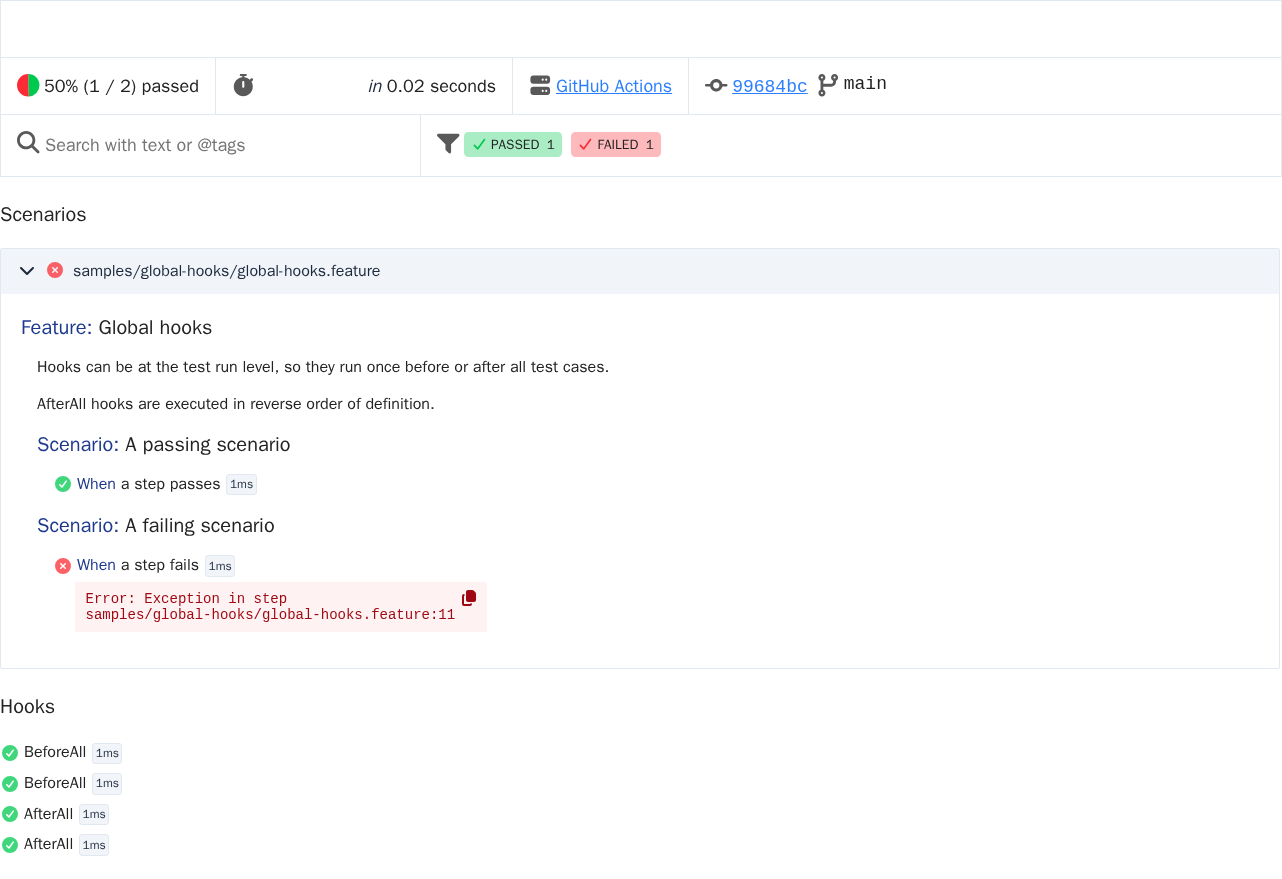 50% (1 / 2) passed in 0.02 seconds GitHub Actions 99684bc main
Search with text or @tags PASSED 1 FAILED 1
Scenarios
samples/global-hooks/global-hooks.feature
Feature: Global hooks
Hooks can be at the test run level, so they run once before or after all test cases.
AfterAll hooks are executed in reverse order of definition.
Scenario: A passing scenario
When a step passes 1ms
Scenario: A failing scenario
When a step fails 1ms
Error: Exception in step
samples/global-hooks/global-hooks.feature:11
Hooks
BeforeAll 1ms
BeforeAll 1ms
AfterAll 1ms
AfterAll 1ms